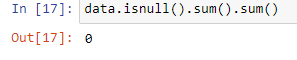 In [17]: data.isnull().sum().sum()
Out[17]: 0